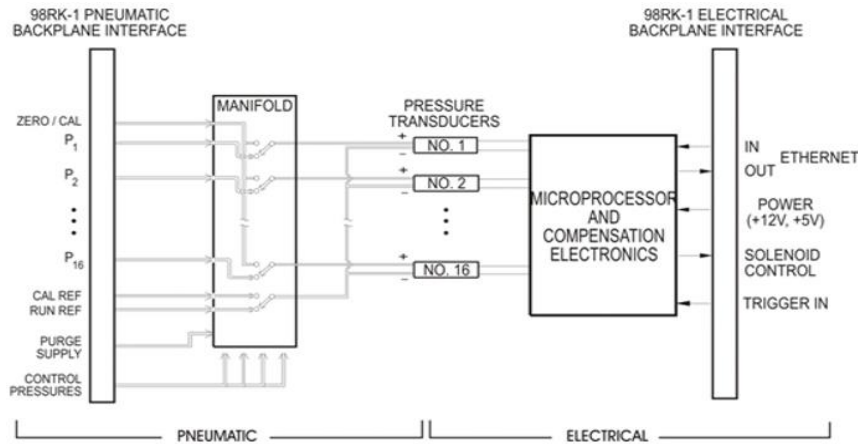 98RK-1 PNEUMATIC
BACKPLANE INTERFACE
98RK-1 ELECTRICAL
BACKPLANE INTERFACE
MANIFOLD
PRESSURE
TRANSDUCERS
ZERO / CAL
P1
P2
P16
CAL REF
RUN REF
PURGE
SUPPLY
CONTROL
PRESSURES
+
NO. 1
−
+
NO. 2
−
+
NO. 16
−
MICROPROCESSOR
AND
COMPENSATION
ELECTRONICS
IN
OUT
ETHERNET
POWER
(+12V, +5V)
SOLENOID
CONTROL
TRIGGER IN
PNEUMATIC
ELECTRICAL